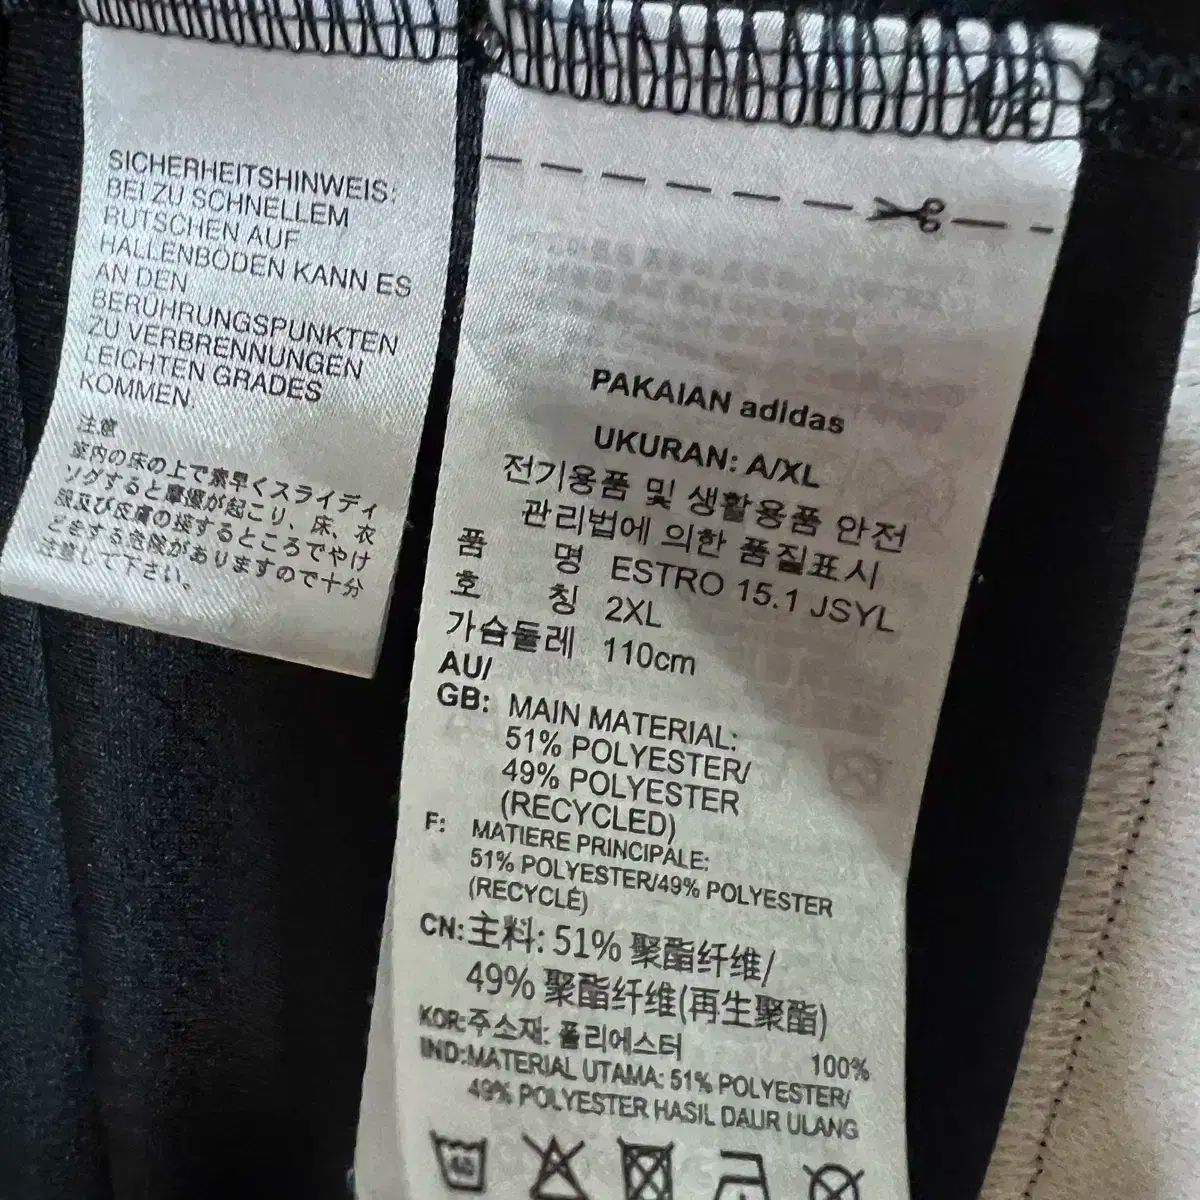 SICHERHEITSHINWEIS:
BEI ZU SCHNELLEM
RUTSCHEN AUF
HALLENBÖDEN KANN ES
AN DEN
BERÜHRUNGSPUNKTEN
ZU VERBRENNUNGEN
LEICHTEN GRADES
KOMMEN.
注意
室内の床の上で素早くスライディ
ングすると摩擦が起こり、床、衣
服及び皮膚の接するところでやけ
どをする危険がありますので十分
注意して下さい。
PAKAIAN adidas
UKURAN: A/XL
전기용품 및 생활용품 안전
관리법에 의한 품질표시
품 명 ESTRO 15.1 JSYL
호 칭 2XL
가슴둘레 110cm
AU/
GB: MAIN MATERIAL:
51% POLYESTER/
49% POLYESTER
(RECYCLED)
F: MATIERE PRINCIPALE:
51% POLYESTER/49% POLYESTER
(RECYCLÉ)
CN: 主料: 51% 聚酯纤维/
49% 聚酯纤维(再生聚酯)
KOR: 주소재: 폴리에스터 100%
IND: MATERIAL UTAMA: 51% POLYESTER/
49% POLYESTER HASIL DAUR ULANG
40